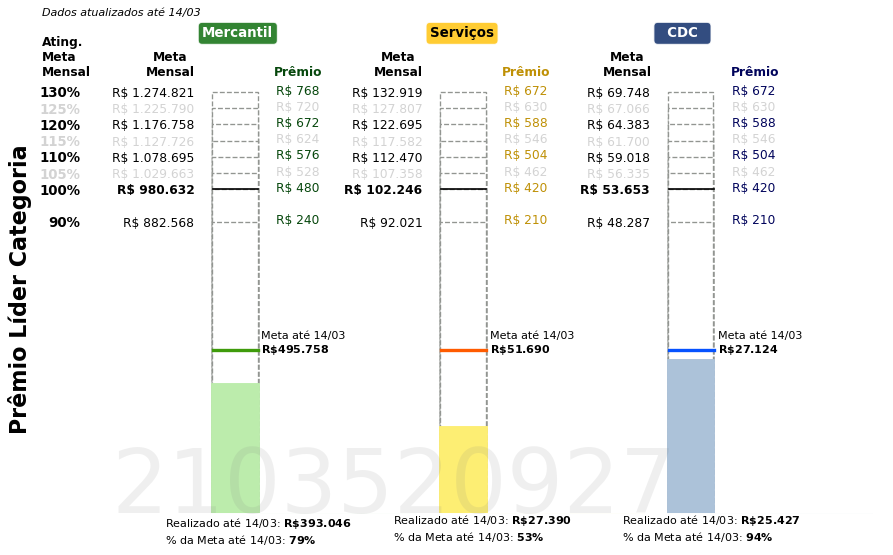 Dados atualizados até 14/03
Mercantil Serviços CDC
Ating. Meta Mensal Meta Mensal Prêmio Meta Mensal Prêmio Meta Mensal Prêmio
130% R$ 1.274.821 R$ 768 R$ 132.919 R$ 672 R$ 69.748 R$ 672
125% R$ 1.225.790 R$ 720 R$ 127.807 R$ 630 R$ 67.066 R$ 630
120% R$ 1.176.758 R$ 672 R$ 122.695 R$ 588 R$ 64.383 R$ 588
115% R$ 1.127.726 R$ 624 R$ 117.582 R$ 546 R$ 61.700 R$ 546
110% R$ 1.078.695 R$ 576 R$ 112.470 R$ 504 R$ 59.018 R$ 504
105% R$ 1.029.663 R$ 528 R$ 107.358 R$ 462 R$ 56.335 R$ 462
100% R$ 980.632 R$ 480 R$ 102.246 R$ 420 R$ 53.653 R$ 420
90% R$ 882.568 R$ 240 R$ 92.021 R$ 210 R$ 48.287 R$ 210
Prêmio Líder Categoria
Meta até 14/03 Meta até 14/03 Meta até 14/03
R$495.758 R$51.690 R$27.124
2103520927
Realizado até 14/03: R$393.046 Realizado até 14/03: R$27.390 Realizado até 14/03: R$25.427
% da Meta até 14/03: 79% % da Meta até 14/03: 53% % da Meta até 14/03: 94%